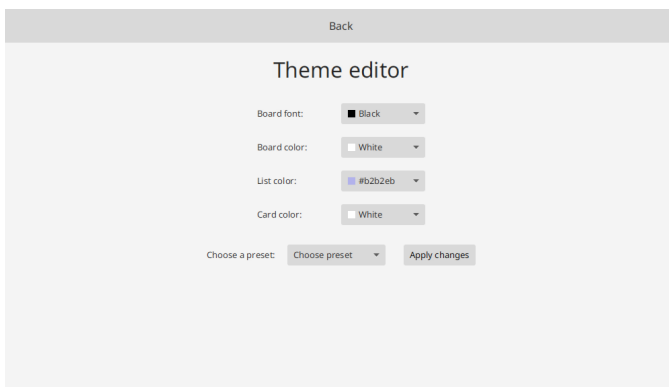 Back
Theme editor
Board font: Black
Board color: White
List color: #b2b2eb
Card color: White
Choose a preset: Choose preset Apply changes